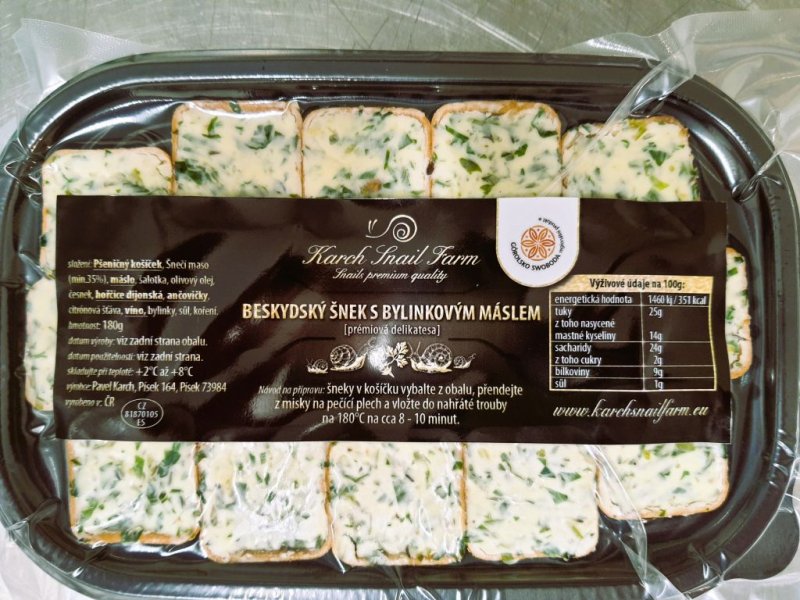 Karch Snail Farm
Snails premium quality
GÓROLSKO SWOBODA
regionální produkt
složení: Pšeničný košíček, Šnečí maso
(min.35%), máslo, šalotka, olivový olej,
česnek, hořčice dijonská, ančovičky,
citrónová šťáva, víno, bylinky, sůl, koření.
hmotnost: 180g
datum výroby: viz zadní strana obalu.
datum použitelnosti: viz zadní strana.
skladujte při teplotě: +2°C až +8°C
výrobce: Pavel Karch, Písek 164, Písek 73984
vyrobeno v: ČR
CZ
81870105
ES
BESKYDSKÝ ŠNEK S BYLINKOVÝM MÁSLEM
[prémiová delikatesa]
Návod na přípravu: šneky v košíčku vybalte z obalu, přendejte
z misky na pečící plech a vložte do nahřáté trouby
na 180°C na cca 8 - 10 minut.
Výživové údaje na 100g:
energetická hodnota 1460 kj / 351 kcal
tuky 25g
z toho nasycené
mastné kyseliny 14g
sacharidy 24g
z toho cukry 2g
bílkoviny 9g
sůl 1g
www.karchsnailfarm.eu